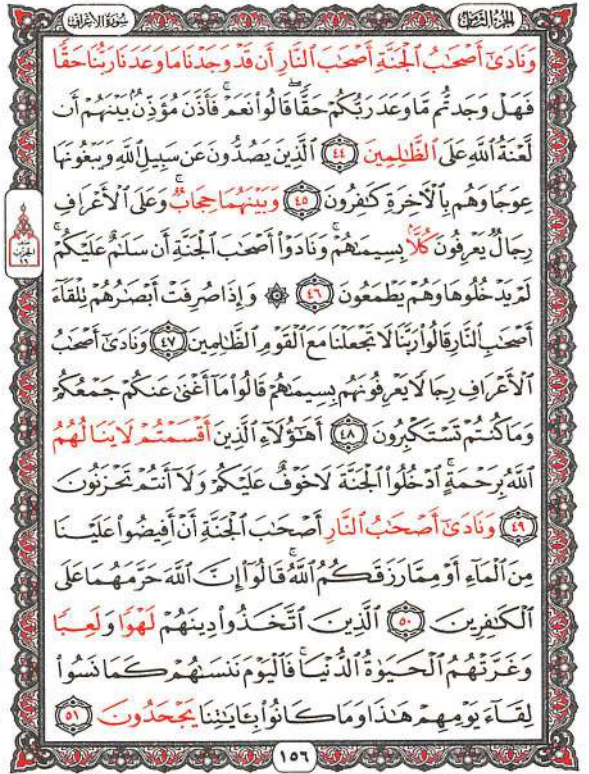 الجزء الثامن سورة الأعراف
وَنَادَىٰٓ أَصْحَٰبُ ٱلْجَنَّةِ أَصْحَٰبَ ٱلنَّارِ أَن قَدْ وَجَدْنَا مَا وَعَدَنَا رَبُّنَا حَقًّا
فَهَلْ وَجَدتُّم مَّا وَعَدَ رَبُّكُمْ حَقًّا ۖ قَالُوا۟ نَعَمْ ۚ فَأَذَّنَ مُؤَذِّنٌۢ بَيْنَهُمْ أَن
لَّعْنَةُ ٱللَّهِ عَلَى ٱلظَّٰلِمِينَ ٤٤ ٱلَّذِينَ يَصُدُّونَ عَن سَبِيلِ ٱللَّهِ وَيَبْغُونَهَا
عِوَجًا وَهُم بِٱلْءَاخِرَةِ كَٰفِرُونَ ٤٥ وَبَيْنَهُمَا حِجَابٌ ۚ وَعَلَى ٱلْأَعْرَافِ
رِجَالٌ يَعْرِفُونَ كُلًّۢا بِسِيمَىٰهُمْ ۚ وَنَادَوْا۟ أَصْحَٰبَ ٱلْجَنَّةِ أَن سَلَٰمٌ عَلَيْكُمْ ۚ
لَمْ يَدْخُلُوهَا وَهُمْ يَطْمَعُونَ ٤٦ ۞ وَإِذَا صُرِفَتْ أَبْصَٰرُهُمْ تِلْقَآءَ
أَصْحَٰبِ ٱلنَّارِ قَالُوا۟ رَبَّنَا لَا تَجْعَلْنَا مَعَ ٱلْقَوْمِ ٱلظَّٰلِمِينَ ٤٧ وَنَادَىٰٓ أَصْحَٰبُ
ٱلْأَعْرَافِ رِجَالًا يَعْرِفُونَهُم بِسِيمَىٰهُمْ قَالُوا۟ مَآ أَغْنَىٰ عَنكُمْ جَمْعُكُمْ
وَمَا كُنتُمْ تَسْتَكْبِرُونَ ٤٨ أَهَٰٓؤُلَآءِ ٱلَّذِينَ أَقْسَمْتُمْ لَا يَنَالُهُمُ
ٱللَّهُ بِرَحْمَةٍ ۚ ٱدْخُلُوا۟ ٱلْجَنَّةَ لَا خَوْفٌ عَلَيْكُمْ وَلَآ أَنتُمْ تَحْزَنُونَ
٤٩ وَنَادَىٰٓ أَصْحَٰبُ ٱلنَّارِ أَصْحَٰبَ ٱلْجَنَّةِ أَنْ أَفِيضُوا۟ عَلَيْنَا
مِنَ ٱلْمَآءِ أَوْ مِمَّا رَزَقَكُمُ ٱللَّهُ ۚ قَالُوٓا۟ إِنَّ ٱللَّهَ حَرَّمَهُمَا عَلَى
ٱلْكَٰفِرِينَ ٥٠ ٱلَّذِينَ ٱتَّخَذُوا۟ دِينَهُمْ لَهْوًا وَلَعِبًا
وَغَرَّتْهُمُ ٱلْحَيَوٰةُ ٱلدُّنْيَا ۚ فَٱلْيَوْمَ نَنسَىٰهُمْ كَمَا نَسُوا۟
لِقَآءَ يَوْمِهِمْ هَٰذَا وَمَا كَانُوا۟ بِـَٔايَٰتِنَا يَجْحَدُونَ ٥١
١٥٦